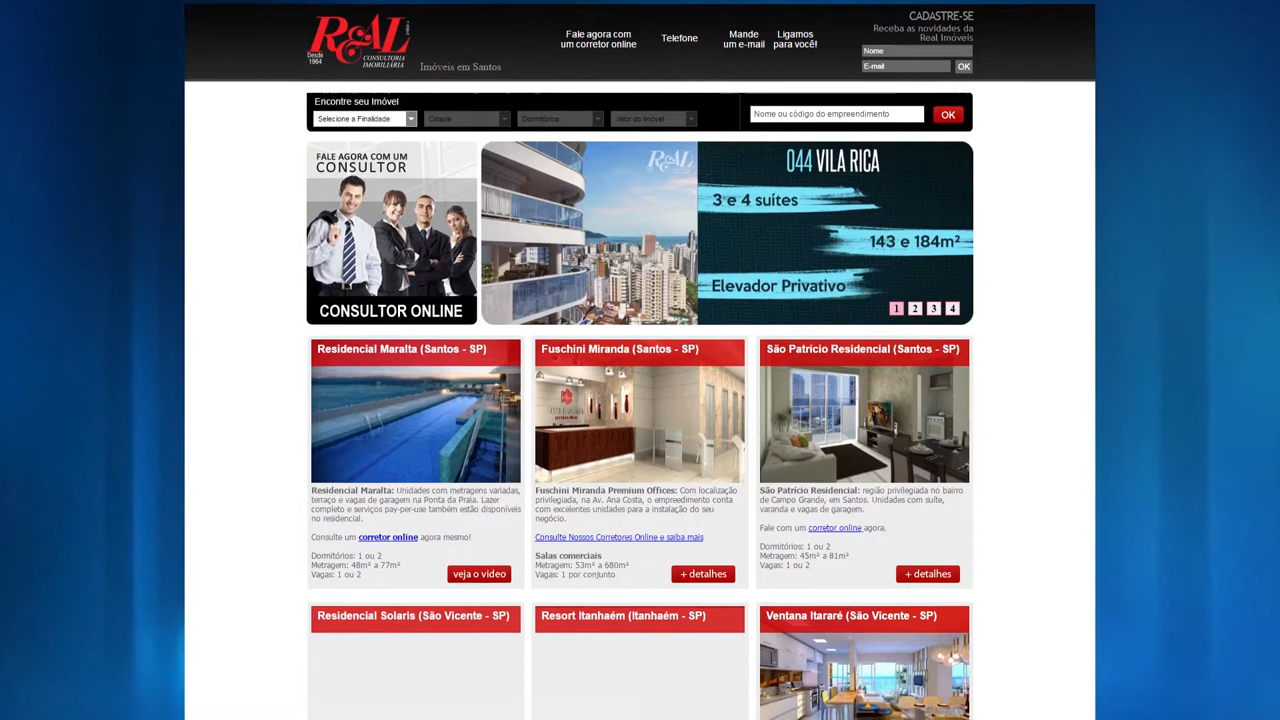 REAL
CONSULTORIA
IMOBILIÁRIA
Desde
1964
Imóveis em Santos
Fale agora com
um corretor online
Telefone
Mande
um e-mail
Ligamos
para você!
CADASTRE-SE
Receba as novidades da
Real Imóveis
Nome
E-mail
OK
Encontre seu Imóvel
Selecione a Finalidade
Cidade
Dormitórios
Valor do Imóvel
Nome ou código do empreendimento
OK
FALE AGORA COM UM
CONSULTOR
CONSULTOR ONLINE
REAL
044 VILA RICA
3 e 4 suítes
143 e 184m²
Elevador Privativo
1 2 3 4
Residencial Maralta (Santos - SP)
Residencial Maralta: Unidades com metragens variadas,
terraço e vagas de garagem na Ponta da Praia. Lazer
completo e serviços pay-per-use também estão disponíveis
no residencial.
Consulte um corretor online agora mesmo!
Dormitórios: 1 ou 2
Metragem: 48m² a 77m²
Vagas: 1 ou 2
veja o vídeo
Fuschini Miranda (Santos - SP)
Fuschini Miranda Premium Offices: Com localização
privilegiada, na Av. Ana Costa, o empreendimento conta
com excelentes unidades para a instalação do seu
negócio.
Consulte Nossos Corretores Online e saiba mais
Salas comerciais
Metragem: 53m² a 680m²
Vagas: 1 por conjunto
+ detalhes
São Patrício Residencial (Santos - SP)
São Patrício Residencial: região privilegiada no bairro
de Campo Grande, em Santos. Unidades com suíte,
varanda e vagas de garagem.
Fale com um corretor online agora.
Dormitórios: 1 ou 2
Metragem: 45m² a 81m²
Vagas: 1 ou 2
+ detalhes
Residencial Solaris (São Vicente - SP)
Resort Itanhaém (Itanhaém - SP)
Ventana Itararé (São Vicente - SP)